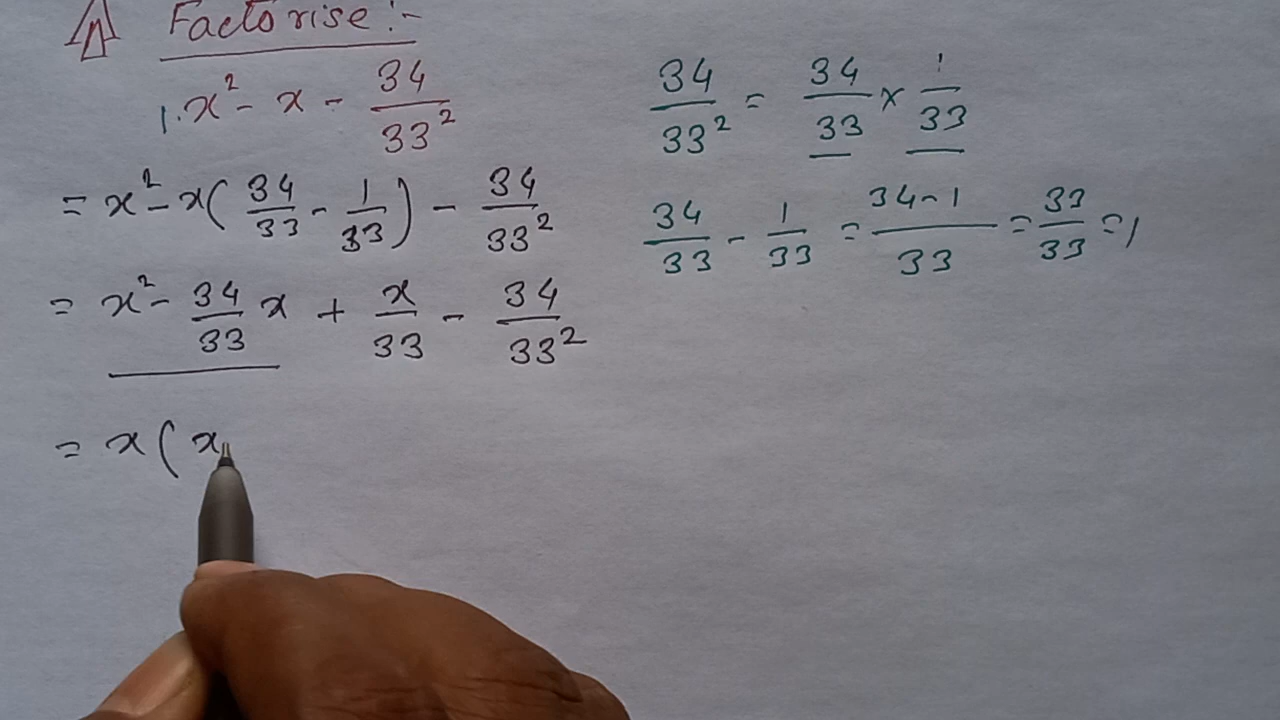 Factorise :-
1. x² - x - 34/33²
= x² - x(34/33 - 1/33) - 34/33²
= x² - 34/33 x + x/33 - 34/33²
= x ( x
34/33² = 34/33 × 1/33
34/33 - 1/33 = 34-1/33 = 33/33 = 1